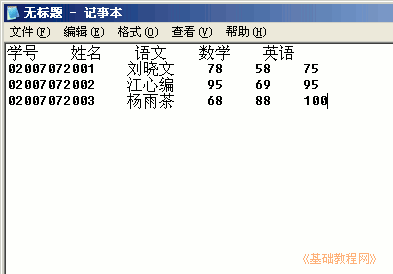 无标题 - 记事本
文件(F) 编辑(E) 格式(O) 查看(V) 帮助(H)
学号 姓名 语文 数学 英语
02007072001 刘晓文 78 58 75
02007072002 江心编 95 69 95
02007072003 杨雨茶 68 88 100
《基础教程网》